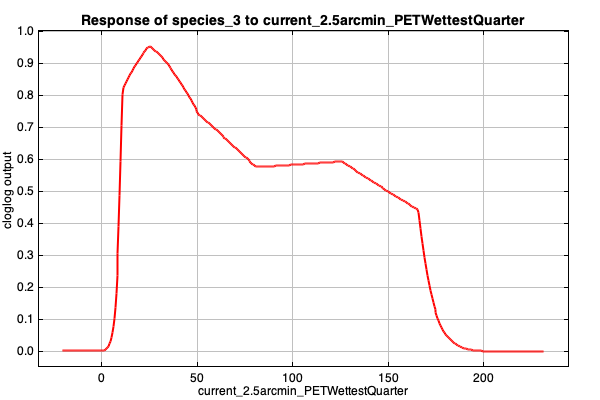 Response of species_3 to current_2.5arcmin_PETWettestQuarter
1.0
0.9
0.8
0.7
0.6
0.5
0.4
0.3
0.2
0.1
0.0
cloglog output
0 50 100 150 200
current_2.5arcmin_PETWettestQuarter